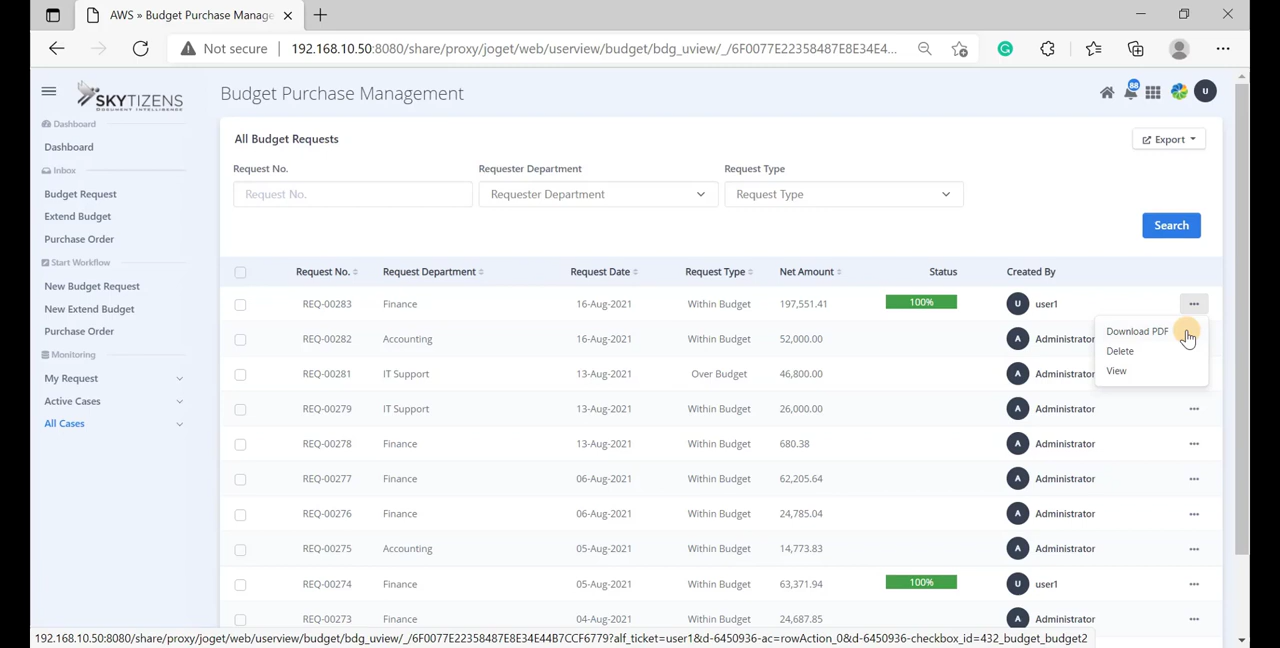 AWS » Budget Purchase Manage
Not secure
192.168.10.50:8080/share/proxy/joget/web/userview/budget/bdg_uview/_/6F0077E22358487E8E34E4...
SKYTIZENS
DOCUMENT INTELLIGENCE
Budget Purchase Management
88
U
Dashboard
Dashboard
Inbox
Budget Request
Extend Budget
Purchase Order
Start Workflow
New Budget Request
New Extend Budget
Purchase Order
Monitoring
My Request
Active Cases
All Cases
All Budget Requests
Export
Request No. Requester Department Request Type
Request No. Requester Department Request Type
Search
Request No. Request Department Request Date Request Type Net Amount Status Created By
REQ-00283 Finance 16-Aug-2021 Within Budget 197,551.41 100% U user1
REQ-00282 Accounting 16-Aug-2021 Within Budget 52,000.00 A Administrator
REQ-00281 IT Support 13-Aug-2021 Over Budget 46,800.00 A Administrator
REQ-00279 IT Support 13-Aug-2021 Within Budget 26,000.00 A Administrator
REQ-00278 Finance 13-Aug-2021 Within Budget 680.38 A Administrator
REQ-00277 Finance 06-Aug-2021 Within Budget 62,205.64 A Administrator
REQ-00276 Finance 06-Aug-2021 Within Budget 24,785.04 A Administrator
REQ-00275 Accounting 05-Aug-2021 Within Budget 14,773.83 A Administrator
REQ-00274 Finance 05-Aug-2021 Within Budget 63,371.94 100% U user1
REQ-00273 Finance 04-Aug-2021 Within Budget 24,687.85 A Administrator
Download PDF
Delete
View
192.168.10.50:8080/share/proxy/joget/web/userview/budget/bdg_uview/_/6F0077E22358487E8E34E44B7CCF6779?alf_ticket=user1&d-6450936-ac=rowAction_0&d-6450936-checkbox_id=432_budget_budget2